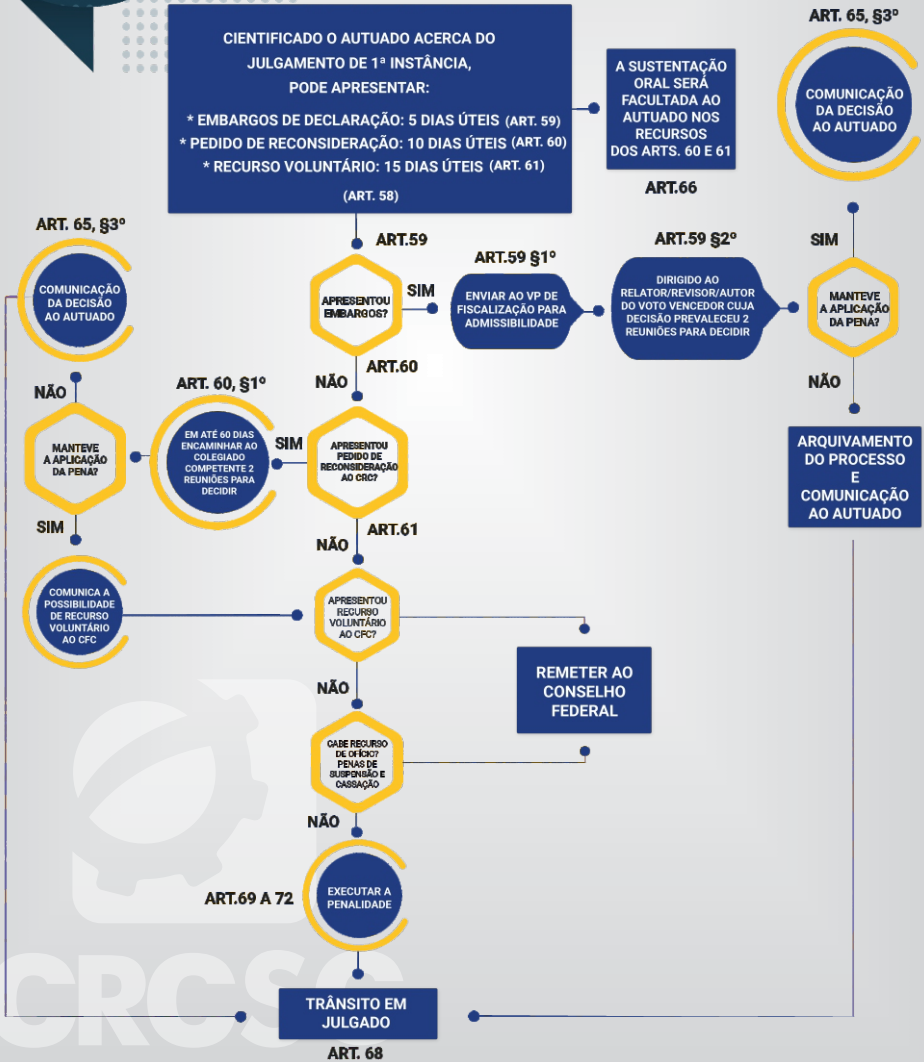 CIENTIFICADO O AUTUADO ACERCA DO
JULGAMENTO DE 1ª INSTÂNCIA,
PODE APRESENTAR:
* EMBARGOS DE DECLARAÇÃO: 5 DIAS ÚTEIS (ART. 59)
* PEDIDO DE RECONSIDERAÇÃO: 10 DIAS ÚTEIS (ART. 60)
* RECURSO VOLUNTÁRIO: 15 DIAS ÚTEIS (ART. 61)
(ART. 58)
A SUSTENTAÇÃO
ORAL SERÁ
FACULTADA AO
AUTUADO NOS
RECURSOS
DOS ARTS. 60 E 61
ART.66
ART. 65, §3º
COMUNICAÇÃO
DA DECISÃO
AO AUTUADO
ART.59
APRESENTOU
EMBARGOS?
SIM
ART.59 §1º
ENVIAR AO VP DE
FISCALIZAÇÃO PARA
ADMISSIBILIDADE
ART.59 §2º
DIRIGIDO AO
RELATOR/REVISOR/AUTOR
DO VOTO VENCEDOR CUJA
DECISÃO PREVALECEU 2
REUNIÕES PARA DECIDIR
SIM
MANTEVE
A APLICAÇÃO
DA PENA?
NÃO
ARQUIVAMENTO
DO PROCESSO
E
COMUNICAÇÃO
AO AUTUADO
ART. 65, §3º
COMUNICAÇÃO
DA DECISÃO
AO AUTUADO
NÃO
MANTEVE
A APLICAÇÃO
DA PENA?
SIM
COMUNICA A
POSSIBILIDADE
DE RECURSO
VOLUNTÁRIO
AO CFC
ART. 60, §1º
EM ATÉ 60 DIAS
ENCAMINHAR AO
COLEGIADO
COMPETENTE 2
REUNIÕES PARA
DECIDIR
SIM
NÃO
ART.60
APRESENTOU
PEDIDO DE
RECONSIDERAÇÃO
AO CRC?
NÃO
ART.61
APRESENTOU
RECURSO
VOLUNTÁRIO
AO CFC?
REMETER AO
CONSELHO
FEDERAL
NÃO
CABE RECURSO
DE OFÍCIO?
PENAS DE
SUSPENSÃO E
CASSAÇÃO
NÃO
ART.69 A 72
EXECUTAR A
PENALIDADE
TRÂNSITO EM
JULGADO
ART. 68
CRCSC